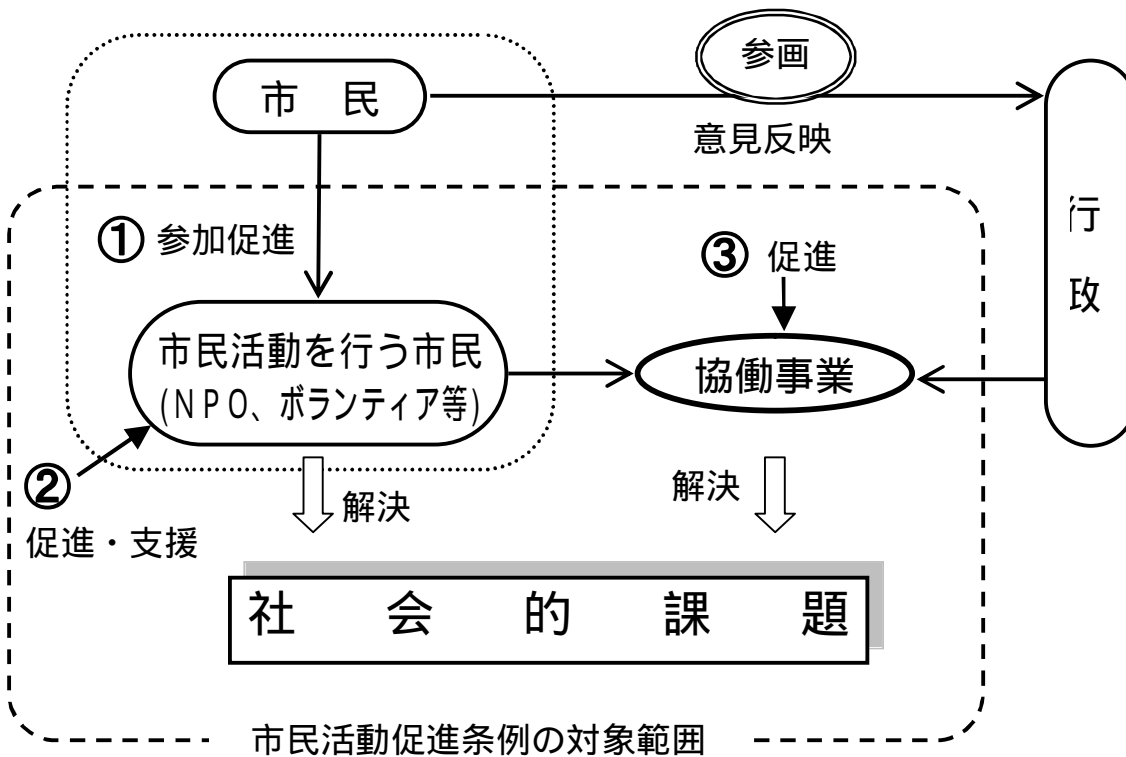 参画
市　民
意見反映
行
政
① 参加促進
③ 促進
市民活動を行う市民
(ＮＰＯ、ボランティア等)
協働事業
②
促進・支援
解決
解決
社　会　的　課　題
市民活動促進条例の対象範囲